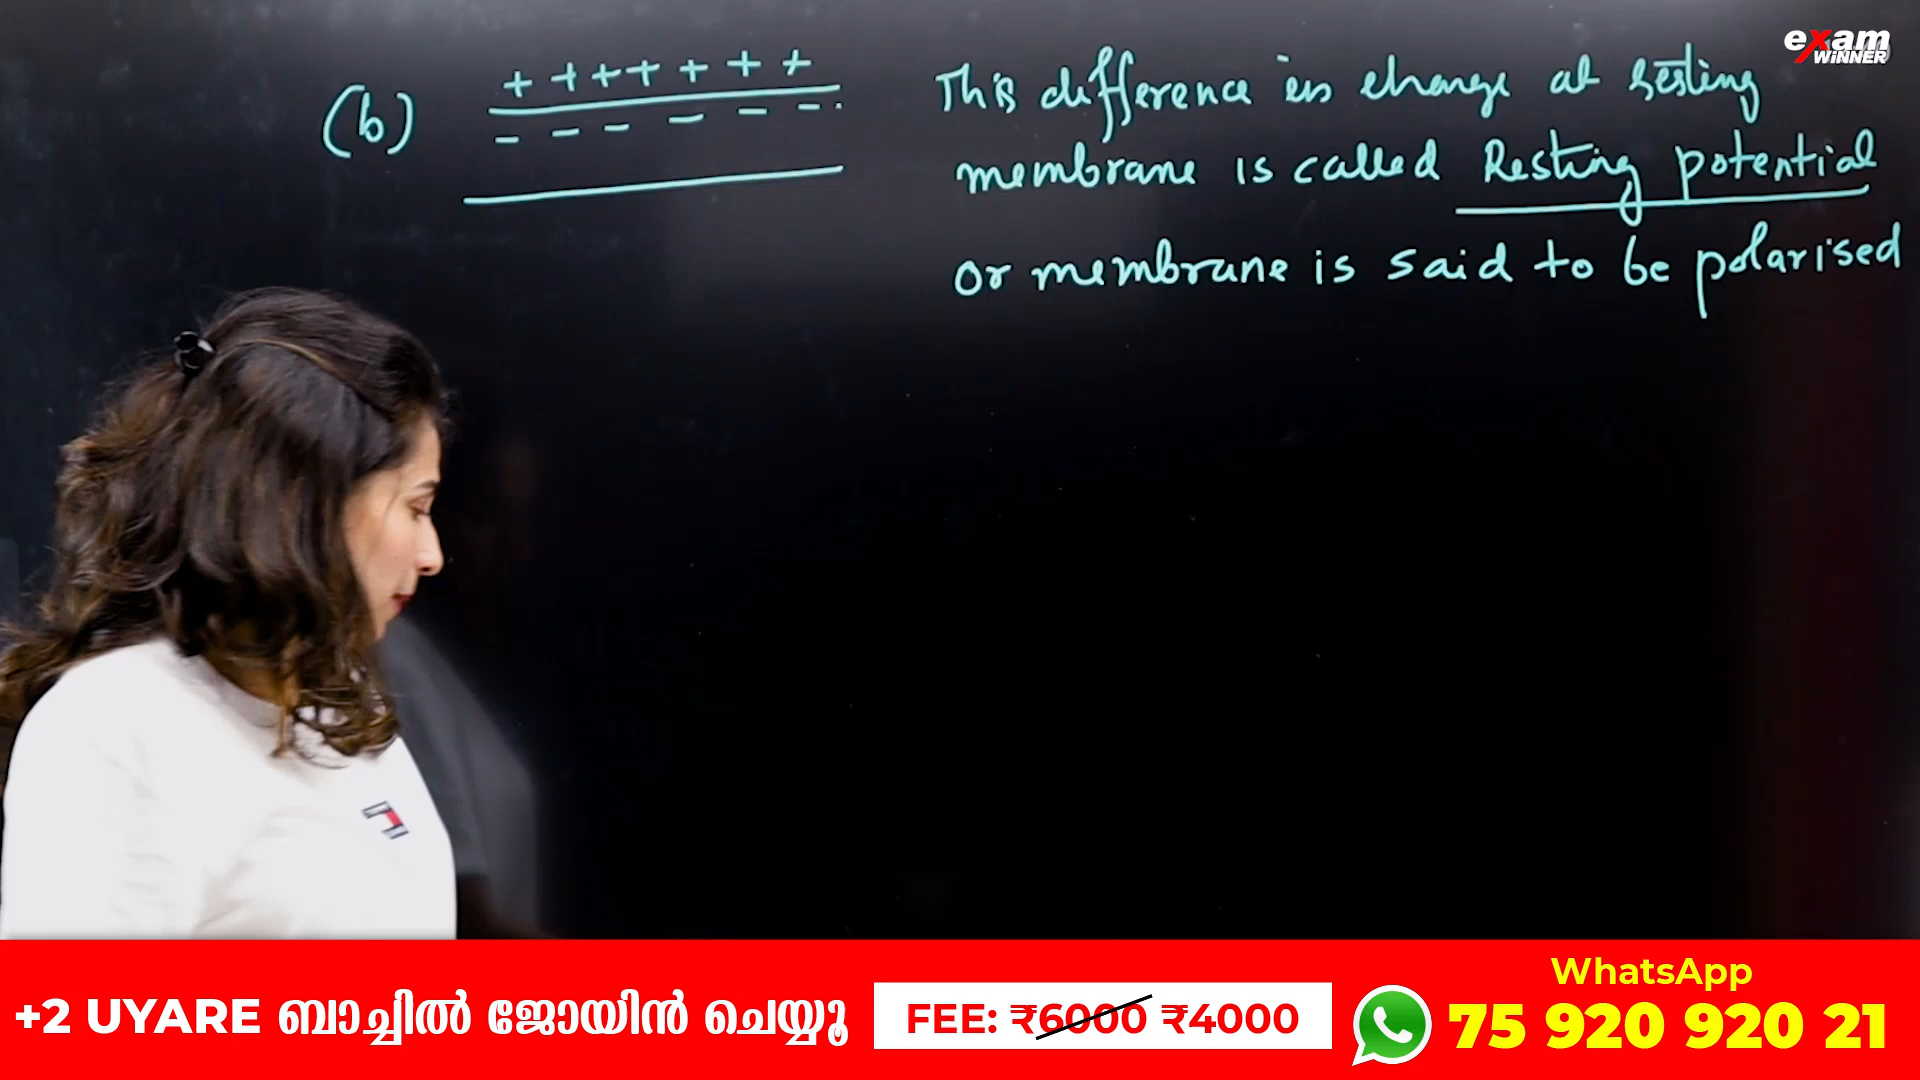 exam
WINNER
(b)
+ + + + + + +
- - - - - -
This difference in charge at resting
membrane is called Resting potential
or membrane is said to be polarised
+2 UYARE ബാച്ചിൽ ജോയിൻ ചെയ്യൂ
FEE: ₹6000 ₹4000
WhatsApp
75 920 920 21